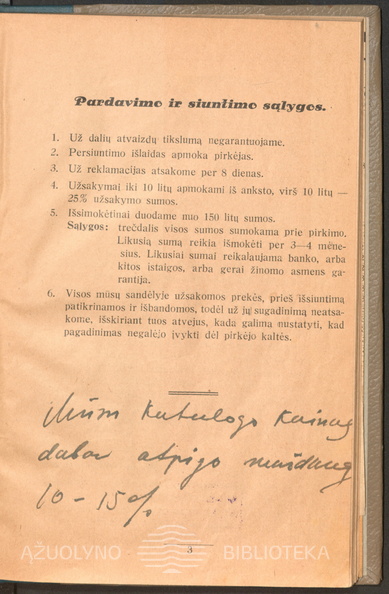 Pardavimo ir siuntimo sąlygos.
1. Už dalių atvaizdų tikslumą negarantuojame.
2. Persiuntimo išlaidas apmoka pirkėjas.
3. Už reklamacijas atsakome per 8 dienas.
4. Užsakymai iki 10 litų apmokami iš anksto, virš 10 litų —
25% užsakymo sumos.
5. Išsimokėtinai duodame nuo 150 litų sumos.
Sąlygos: trečdalis visos sumos sumokama prie pirkimo.
Likusią sumą reikia išmokėti per 3—4 mėne-
sius. Likusiai sumai reikalaujama banko, arba
kitos įstaigos, arba gerai žinomo asmens ga-
rantija.
6. Visos mūsų sandėlyje užsakomos prekės, prieš išsiuntimą
patikrinamos ir išbandomos, todėl už jų sugadinimą neatsa-
kome, išskiriant tuos atvejus, kada galima nustatyti, kad
pagadinimas negalėjo įvykti dėl pirkėjo kaltės.
Mūsų katalogo kainos
dabar atpigo maždaug
10 - 15%
3
AŽUOLYNO BIBLIOTEKA